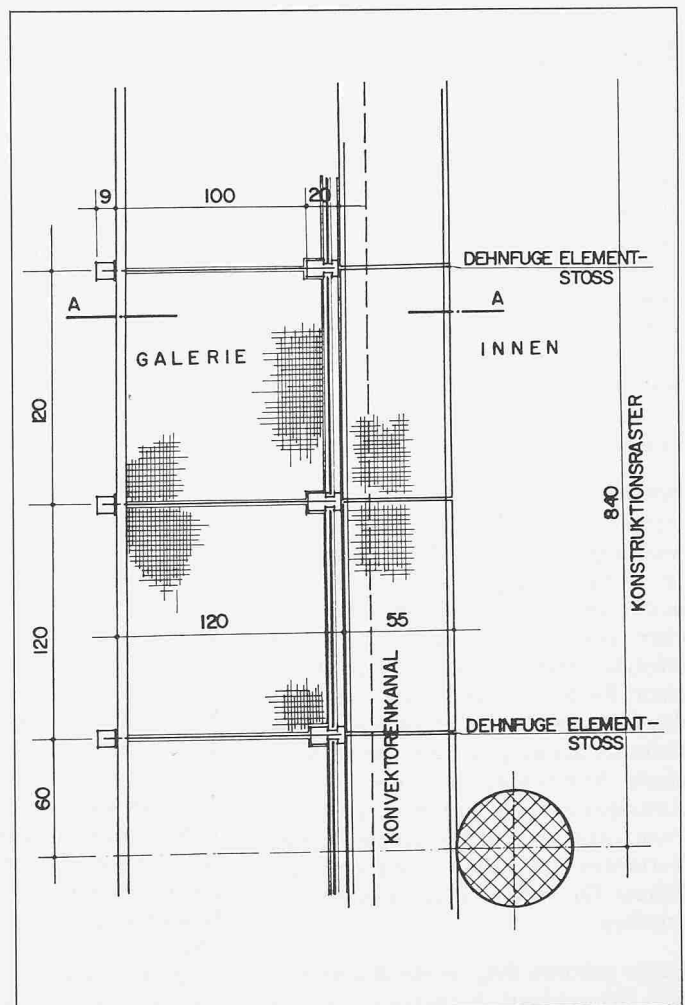 9
100
20
DEHNFUGE ELEMENT-
STOSS
A
A
GALERIE
INNEN
120
840
KONSTRUKTIONSRASTER
120
120
55
KONVEKTORENKANAL
DEHNFUGE ELEMENT-
STOSS
60